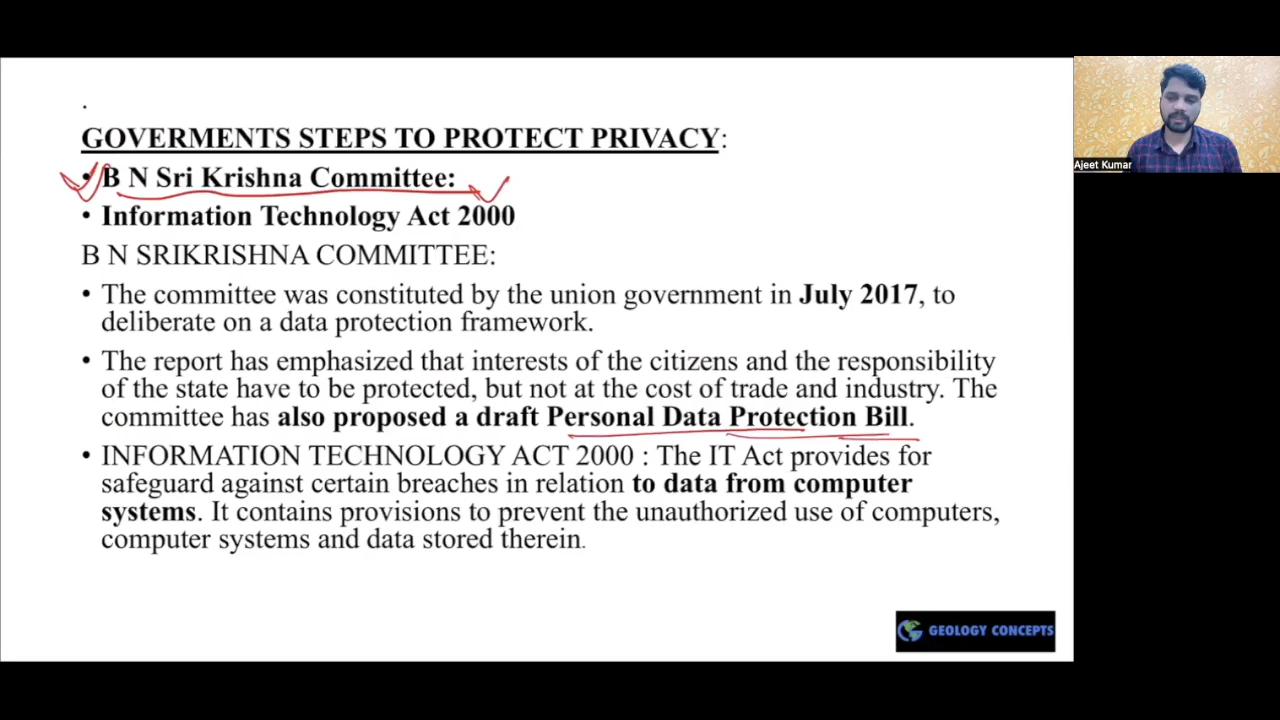 .
GOVERMENTS STEPS TO PROTECT PRIVACY:
• B N Sri Krishna Committee:
• Information Technology Act 2000
B N SRIKRISHNA COMMITTEE:
• The committee was constituted by the union government in July 2017, to
deliberate on a data protection framework.
• The report has emphasized that interests of the citizens and the responsibility
of the state have to be protected, but not at the cost of trade and industry. The
committee has also proposed a draft Personal Data Protection Bill.
• INFORMATION TECHNOLOGY ACT 2000 : The IT Act provides for
safeguard against certain breaches in relation to data from computer
systems. It contains provisions to prevent the unauthorized use of computers,
computer systems and data stored therein.
GEOLOGY CONCEPTS
Ajeet Kumar